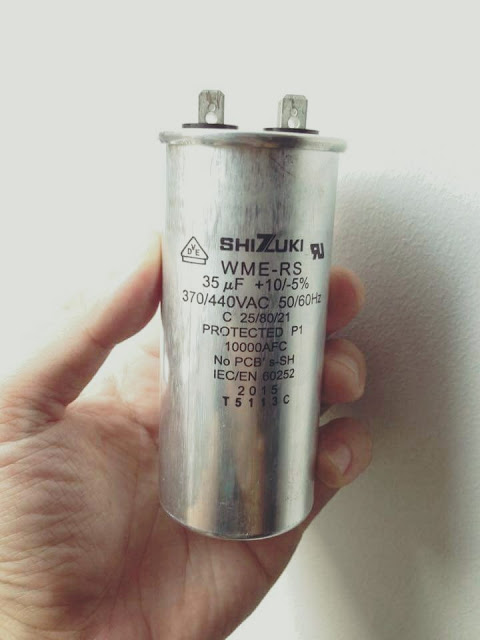 DVE SHIZUKI
WME-RS
35 µF +10/-5%
370/440VAC 50/60Hz
C 25/80/21
PROTECTED P1
10000AFC
No PCB's-SH
IEC/EN 60252
2015
T5113C